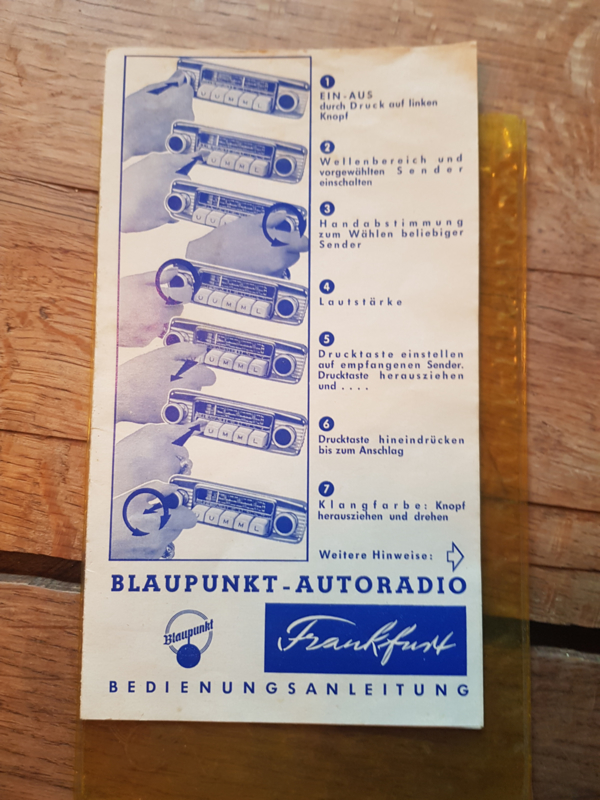 1
EIN-AUS
durch Druck auf linken
Knopf
2
Wellenbereich und
vorgewählten Sender
einschalten
3
Handabstimmung
zum Wählen beliebiger
Sender
4
Lautstärke
5
Drucktaste einstellen
auf empfangenen Sender.
Drucktaste herausziehen
und . . . .
6
Drucktaste hineindrücken
bis zum Anschlag
7
Klangfarbe: Knopf
herausziehen und drehen
Weitere Hinweise:
BLAUPUNKT-AUTORADIO
Blaupunkt
Frankfurt
BEDIENUNGSANLEITUNG